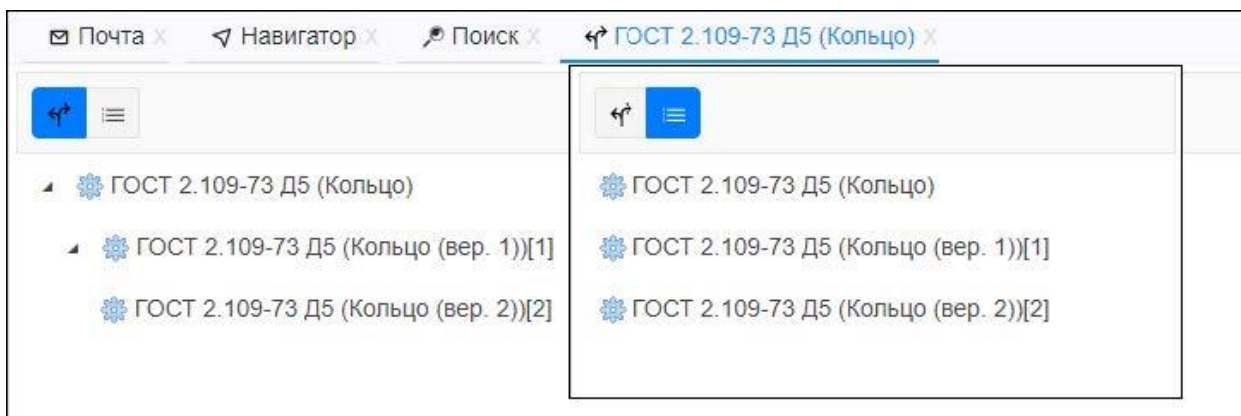 Почта X Навигатор X Поиск X ГОСТ 2.109-73 Д5 (Кольцо) X
ГОСТ 2.109-73 Д5 (Кольцо)
ГОСТ 2.109-73 Д5 (Кольцо (вер. 1))[1]
ГОСТ 2.109-73 Д5 (Кольцо (вер. 2))[2]
ГОСТ 2.109-73 Д5 (Кольцо)
ГОСТ 2.109-73 Д5 (Кольцо (вер. 1))[1]
ГОСТ 2.109-73 Д5 (Кольцо (вер. 2))[2]